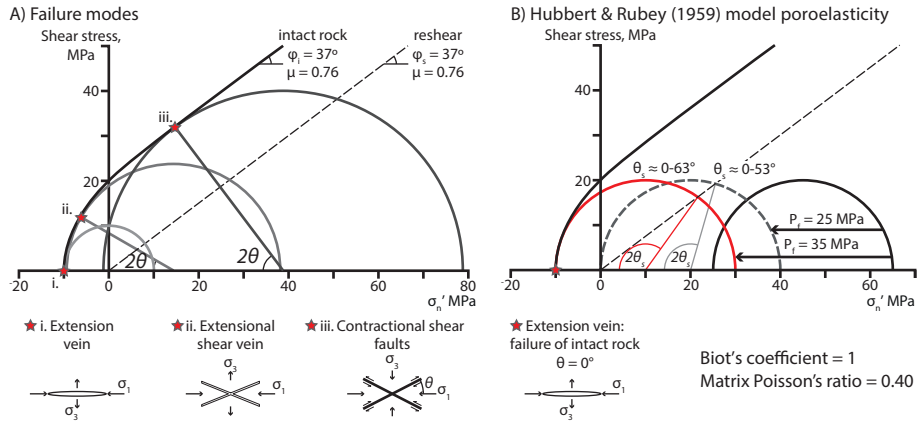 A) Failure modes
Shear stress,
MPa
intact rock
φi = 37º
μ = 0.76
reshear
φs = 37º
μ = 0.76
40
20
iii.
ii.
i.
2θ
2θ
0
20
40
60
80
σn' MPa
i. Extension
vein
ii. Extensional
shear vein
iii. Contractional shear
faults
σ1
σ3
σ3
σ1
σ3
θ
σ1
B) Hubbert & Rubey (1959) model poroelasticity
Shear stress, MPa
40
20
θs ≈ 0-63°
θs ≈ 0-53°
Pf = 25 MPa
Pf = 35 MPa
2θs
2θs
0
20
40
60
σn' MPa
Extension vein:
failure of intact rock
θ = 0°
σ1
σ3
Biot's coefficient = 1
Matrix Poisson's ratio = 0.40